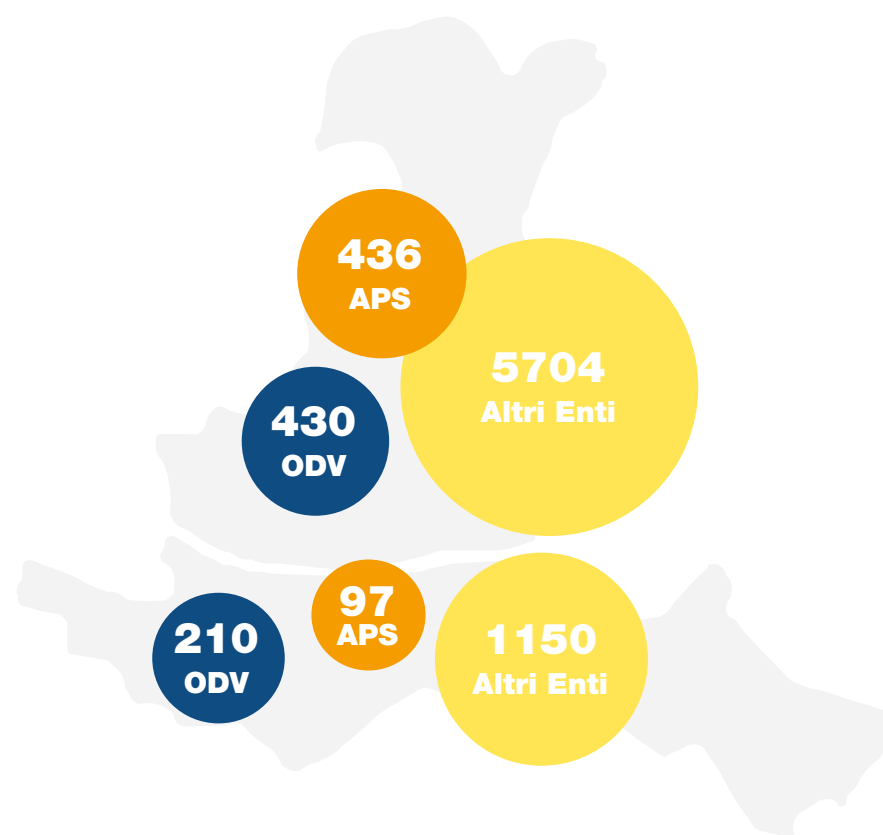 436
APS
5704
Altri Enti
430
ODV
97
APS
210
ODV
1150
Altri Enti